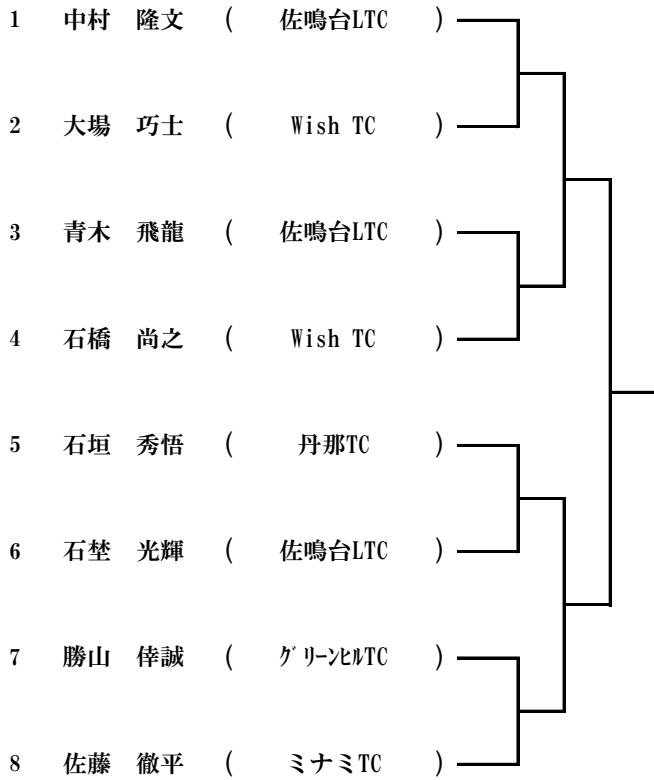 1 中村 隆文 ( 佐鳴台LTC )
2 大場 巧士 ( Wish TC )
3 青木 飛龍 ( 佐鳴台LTC )
4 石橋 尚之 ( Wish TC )
5 石垣 秀悟 ( 丹那TC )
6 石埜 光輝 ( 佐鳴台LTC )
7 勝山 倖誠 ( グリーンヒルTC )
8 佐藤 徹平 ( ミナミTC )